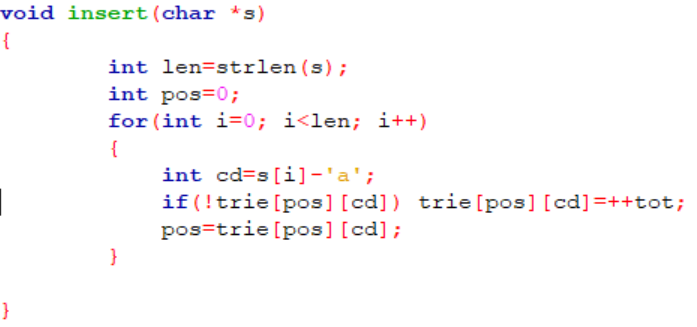 void insert(char *s)
{
int len=strlen(s);
int pos=0;
for(int i=0; i<len; i++)
{
int cd=s[i]-'a';
if(!trie[pos][cd]) trie[pos][cd]=++tot;
pos=trie[pos][cd];
}
}